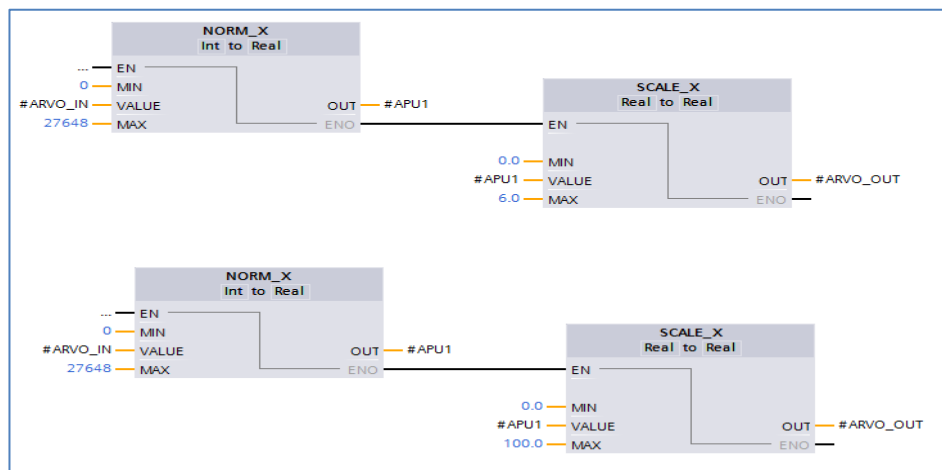 NORM_X
Int to Real
... EN
0 MIN
#ARVO_IN VALUE OUT #APU1
27648 MAX ENO
SCALE_X
Real to Real
EN
0.0 MIN
#APU1 VALUE OUT #ARVO_OUT
6.0 MAX ENO
NORM_X
Int to Real
... EN
0 MIN
#ARVO_IN VALUE OUT #APU1
27648 MAX ENO
SCALE_X
Real to Real
EN
0.0 MIN
#APU1 VALUE OUT #ARVO_OUT
100.0 MAX ENO